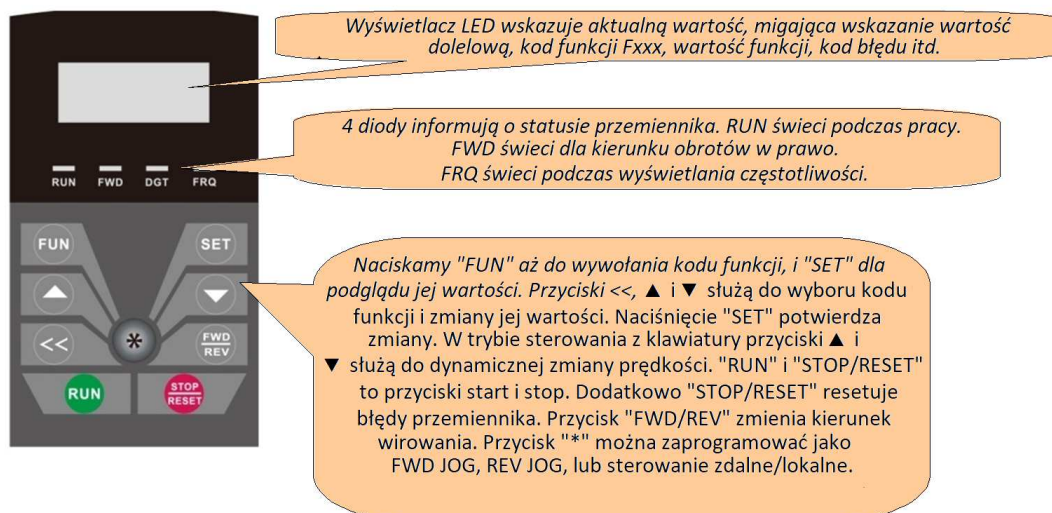 Wyświetlacz LED wskazuje aktualną wartość, migająca wskazanie wartość
dolelową, kod funkcji Fxxx, wartość funkcji, kod błędu itd.
4 diody informują o statusie przemiennika. RUN świeci podczas pracy.
FWD świeci dla kierunku obrotów w prawo.
FRQ świeci podczas wyświetlania częstotliwości.
RUN FWD DGT FRQ
FUN SET
▲ ▼
<< * FWD
REV
RUN STOP
RESET
Naciskamy "FUN" aż do wywołania kodu funkcji, i "SET" dla
podglądu jej wartości. Przyciski <<, ▲ i ▼ służą do wyboru kodu
funkcji i zmiany jej wartości. Naciśnięcie "SET" potwierdza
zmiany. W trybie sterowania z klawiatury przyciski ▲ i
▼ służą do dynamicznej zmiany prędkości. "RUN" i "STOP/RESET"
to przyciski start i stop. Dodatkowo "STOP/RESET" resetuje
błędy przemiennika. Przycisk "FWD/REV" zmienia kierunek
wirowania. Przycisk "*" można zaprogramować jako
FWD JOG, REV JOG, lub sterowanie zdalne/lokalne.